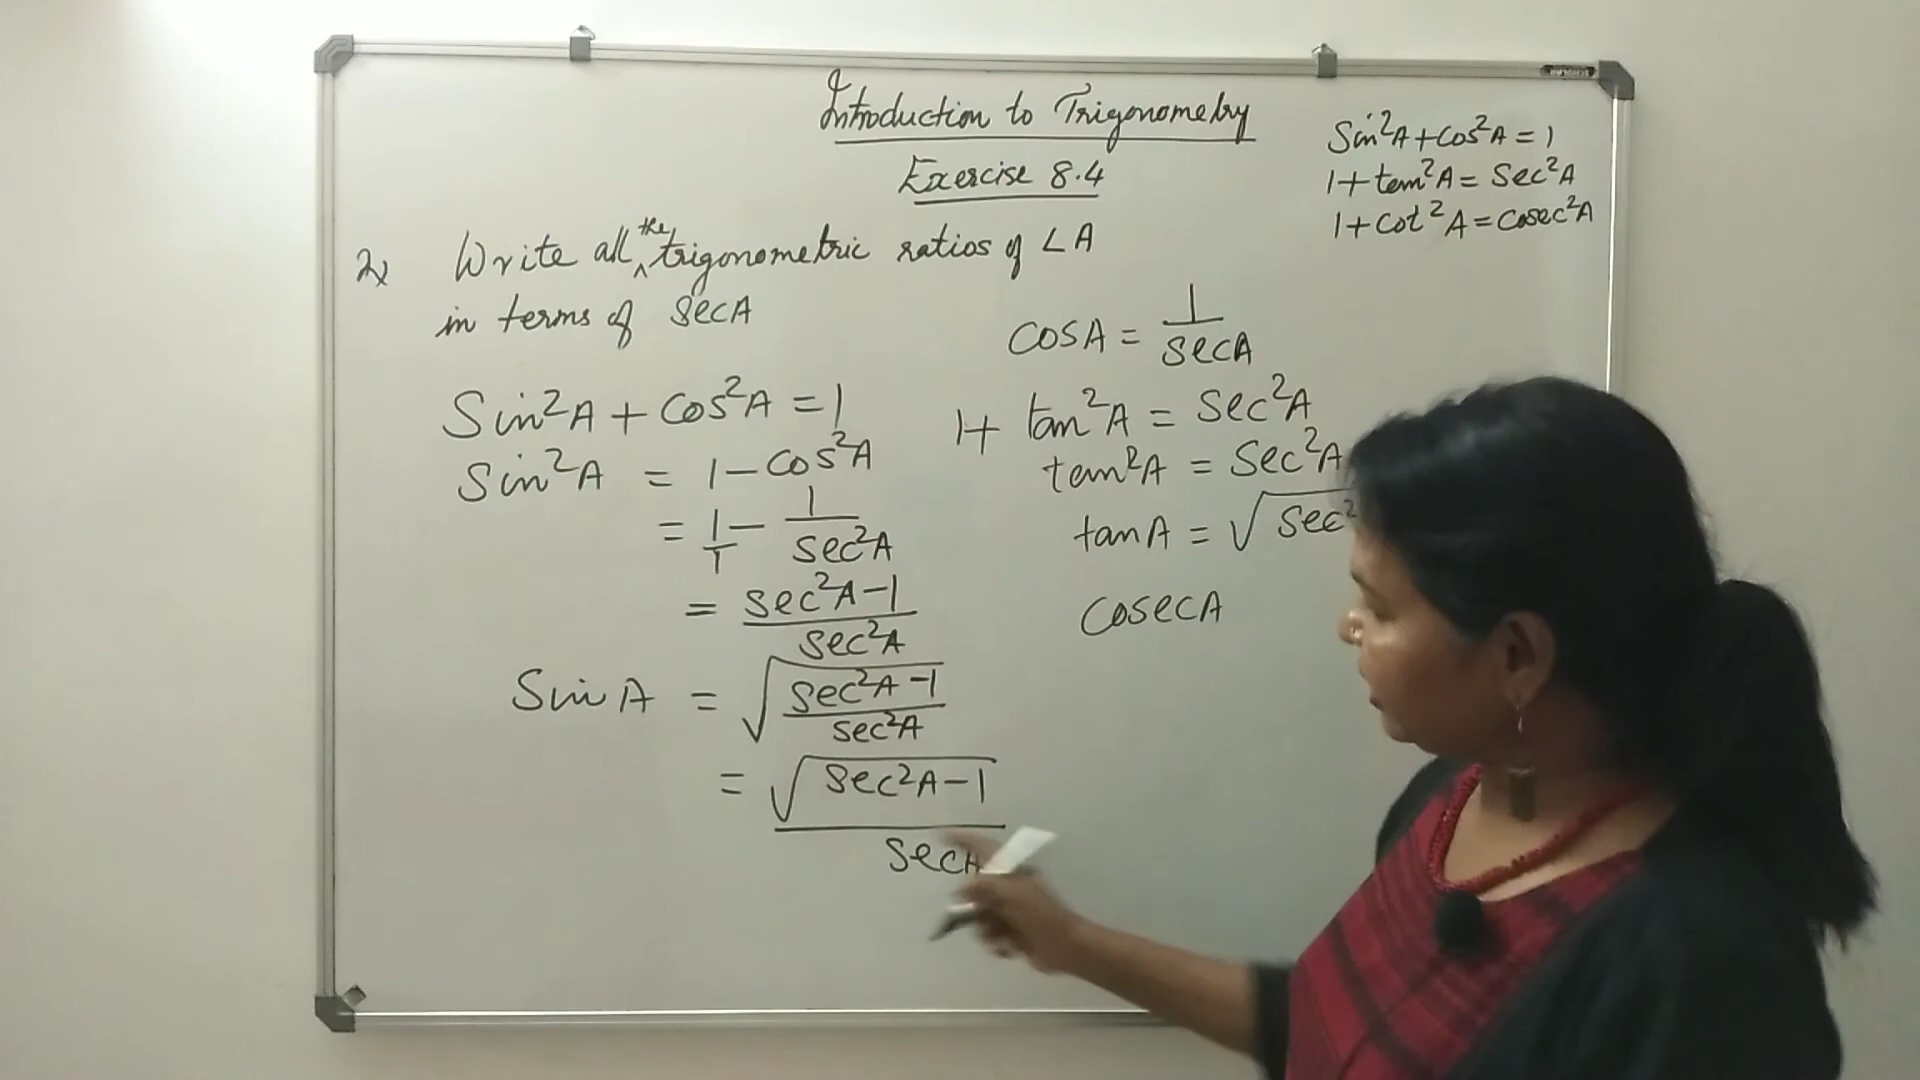 Introduction to Trigonometry
Exercise 8.4
Sin²A + Cos²A = 1
1 + tan²A = Sec²A
1 + Cot²A = Cosec²A
2) Write all the trigonometric ratios of ∠A
in terms of SecA
Sin²A + Cos²A = 1
Sin²A = 1 - Cos²A
= 1/1 - 1/Sec²A
= Sec²A - 1 / Sec²A
Sin A = √(Sec²A - 1 / Sec²A)
= √(Sec²A - 1) / SecA
COSA = 1/SecA
1 + tan²A = Sec²A
tan²A = Sec²A
tanA = √Sec²
CosecA